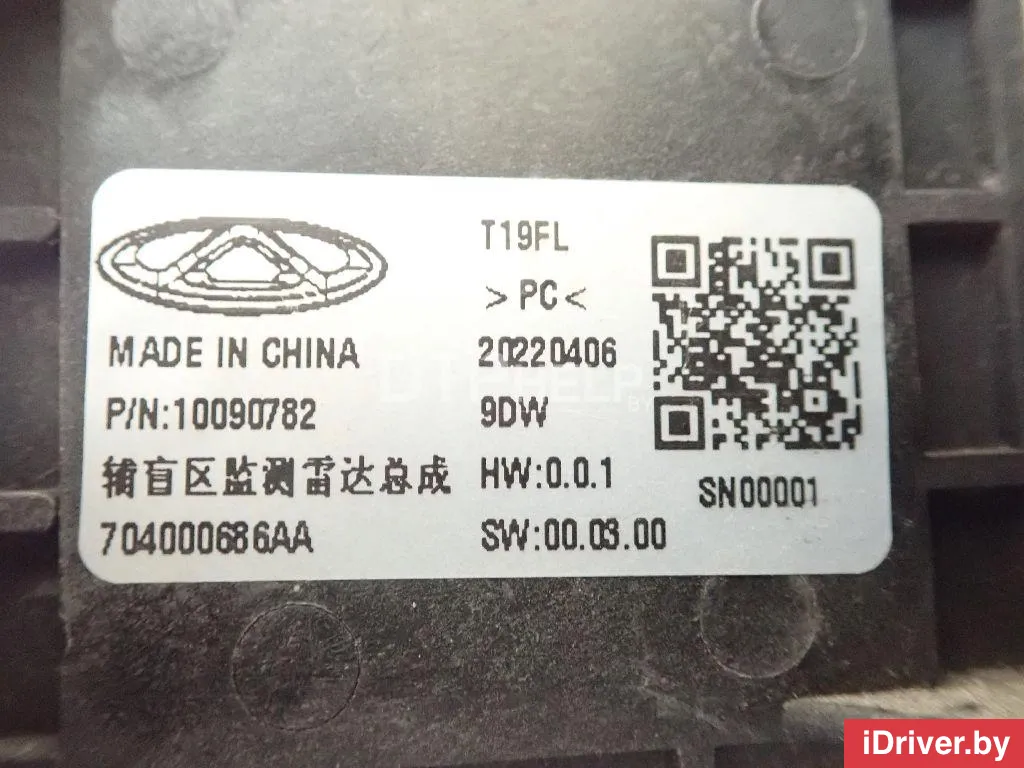 T19FL
>PC<
MADE IN CHINA
20220406
P/N:10090782
9DW
辅盲区监测雷达总成
HW:0.0.1
SN00001
704000686AA
SW:00.03.00
iDriver.by